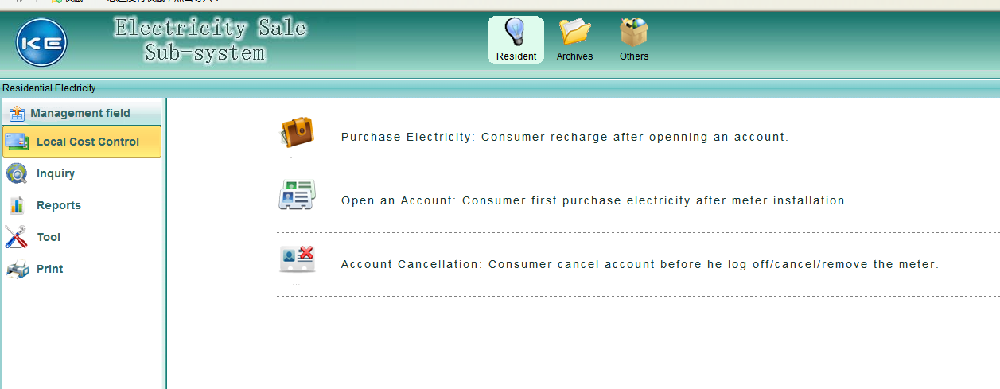 KE
Electricity Sale
Sub-system
Resident
Archives
Others
Residential Electricity
Management field
Local Cost Control
Inquiry
Reports
Tool
Print
Purchase Electricity: Consumer recharge after openning an account.
Open an Account: Consumer first purchase electricity after meter installation.
Account Cancellation: Consumer cancel account before he log off/cancel/remove the meter.